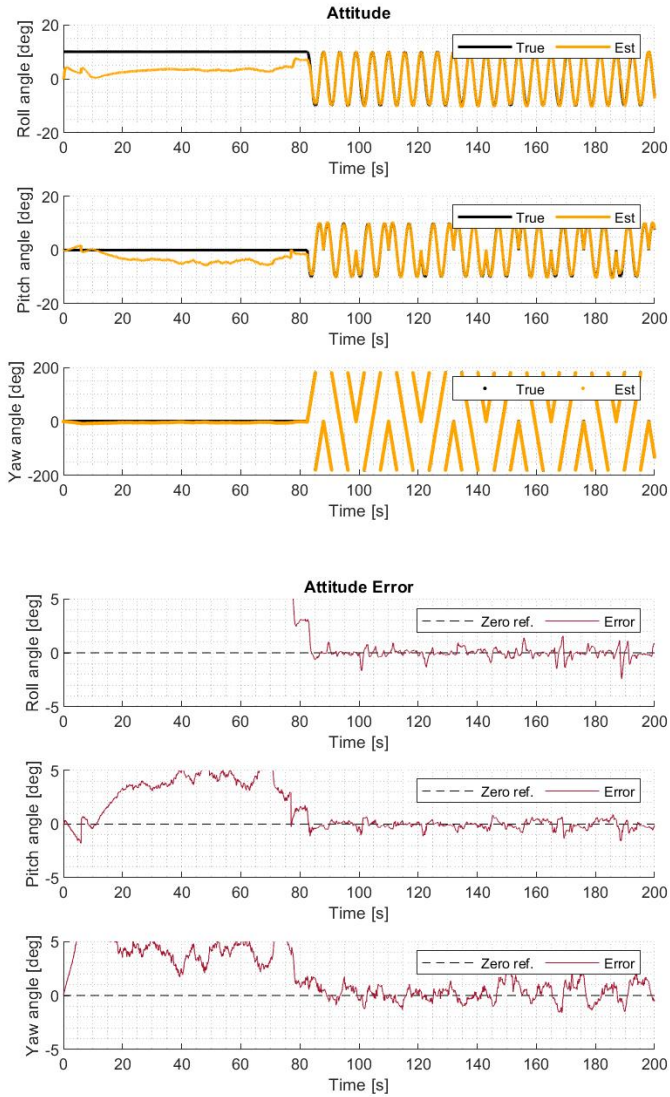 Attitude
20
0
-20
Roll angle [deg]
True Est
0 20 40 60 80 100 120 140 160 180 200
Time [s]
20
0
-20
Pitch angle [deg]
True Est
0 20 40 60 80 100 120 140 160 180 200
Time [s]
200
0
-200
Yaw angle [deg]
True Est
0 20 40 60 80 100 120 140 160 180 200
Time [s]
Attitude Error
5
0
-5
Roll angle [deg]
Zero ref. Error
0 20 40 60 80 100 120 140 160 180 200
Time [s]
5
0
-5
Pitch angle [deg]
Zero ref. Error
0 20 40 60 80 100 120 140 160 180 200
Time [s]
5
0
-5
Yaw angle [deg]
Zero ref. Error
0 20 40 60 80 100 120 140 160 180 200
Time [s]